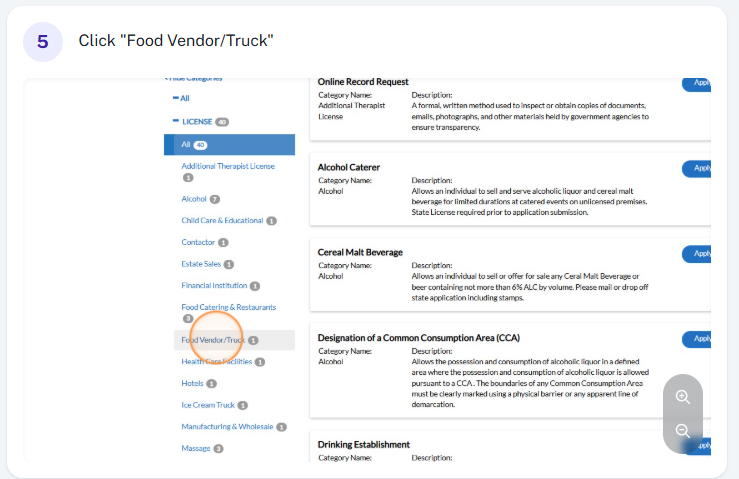 5
Click "Food Vendor/Truck"
Hide Categories
All
LICENSE 40
All 40
Additional Therapist License
1
Alcohol 7
Child Care & Educational 1
Contactor 1
Estate Sales 1
Financial Institution 1
Food Catering & Restaurants
3
Food Vendor/Truck 1
Health Care Facilities 1
Hotels 1
Ice Cream Truck 1
Manufacturing & Wholesale 1
Massage 3
Online Record Request
Category Name: Description:
Additional Therapist A formal, written method used to inspect or obtain copies of documents,
License emails, photographs, and other materials held by government agencies to
ensure transparency.
Apply
Alcohol Caterer
Category Name: Description:
Alcohol Allows an individual to sell and serve alcoholic liquor and cereal malt
beverage for limited durations at catered events on unlicensed premises.
State License required prior to application submission.
Apply
Cereal Malt Beverage
Category Name: Description:
Alcohol Allows an individual to sell or offer for sale any Ceral Malt Beverage or
beer containing not more than 6% ALC by volume. Please mail or drop off
state application including stamps.
Apply
Designation of a Common Consumption Area (CCA)
Category Name: Description:
Alcohol Allows the possession and consumption of alcoholic liquor in a defined
area where the possession and consumption of alcoholic liquor is allowed
pursuant to a CCA. The boundaries of any Common Consumption Area
must be clearly marked using a physical barrier or any apparent line of
demarcation.
Apply
Drinking Establishment
Category Name: Description: